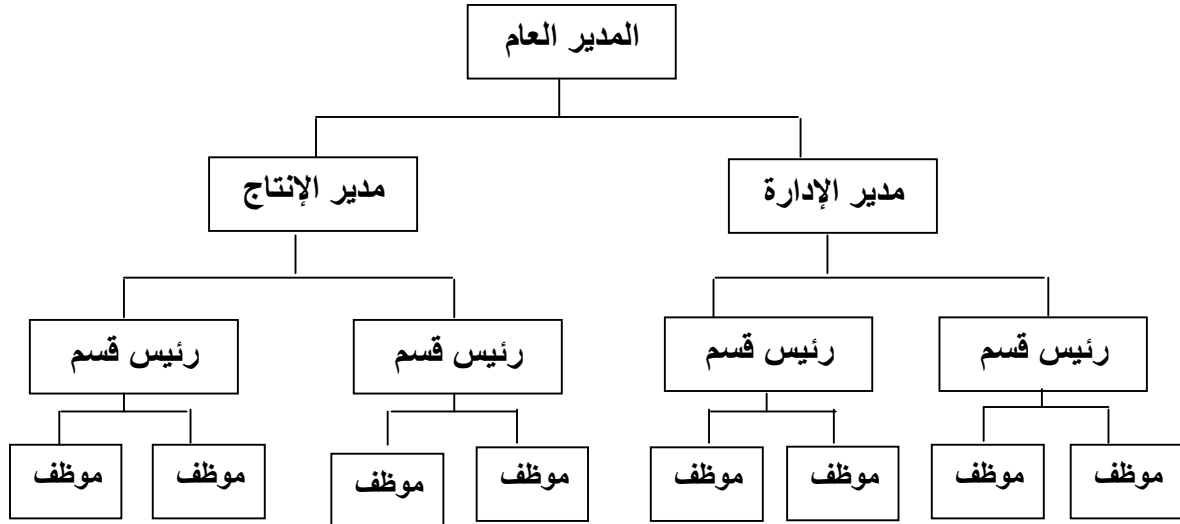 المدير العام
مدير الإدارة
مدير الإنتاج
رئيس قسم
رئيس قسم
رئيس قسم
رئيس قسم
موظف
موظف
موظف
موظف
موظف
موظف
موظف
موظف